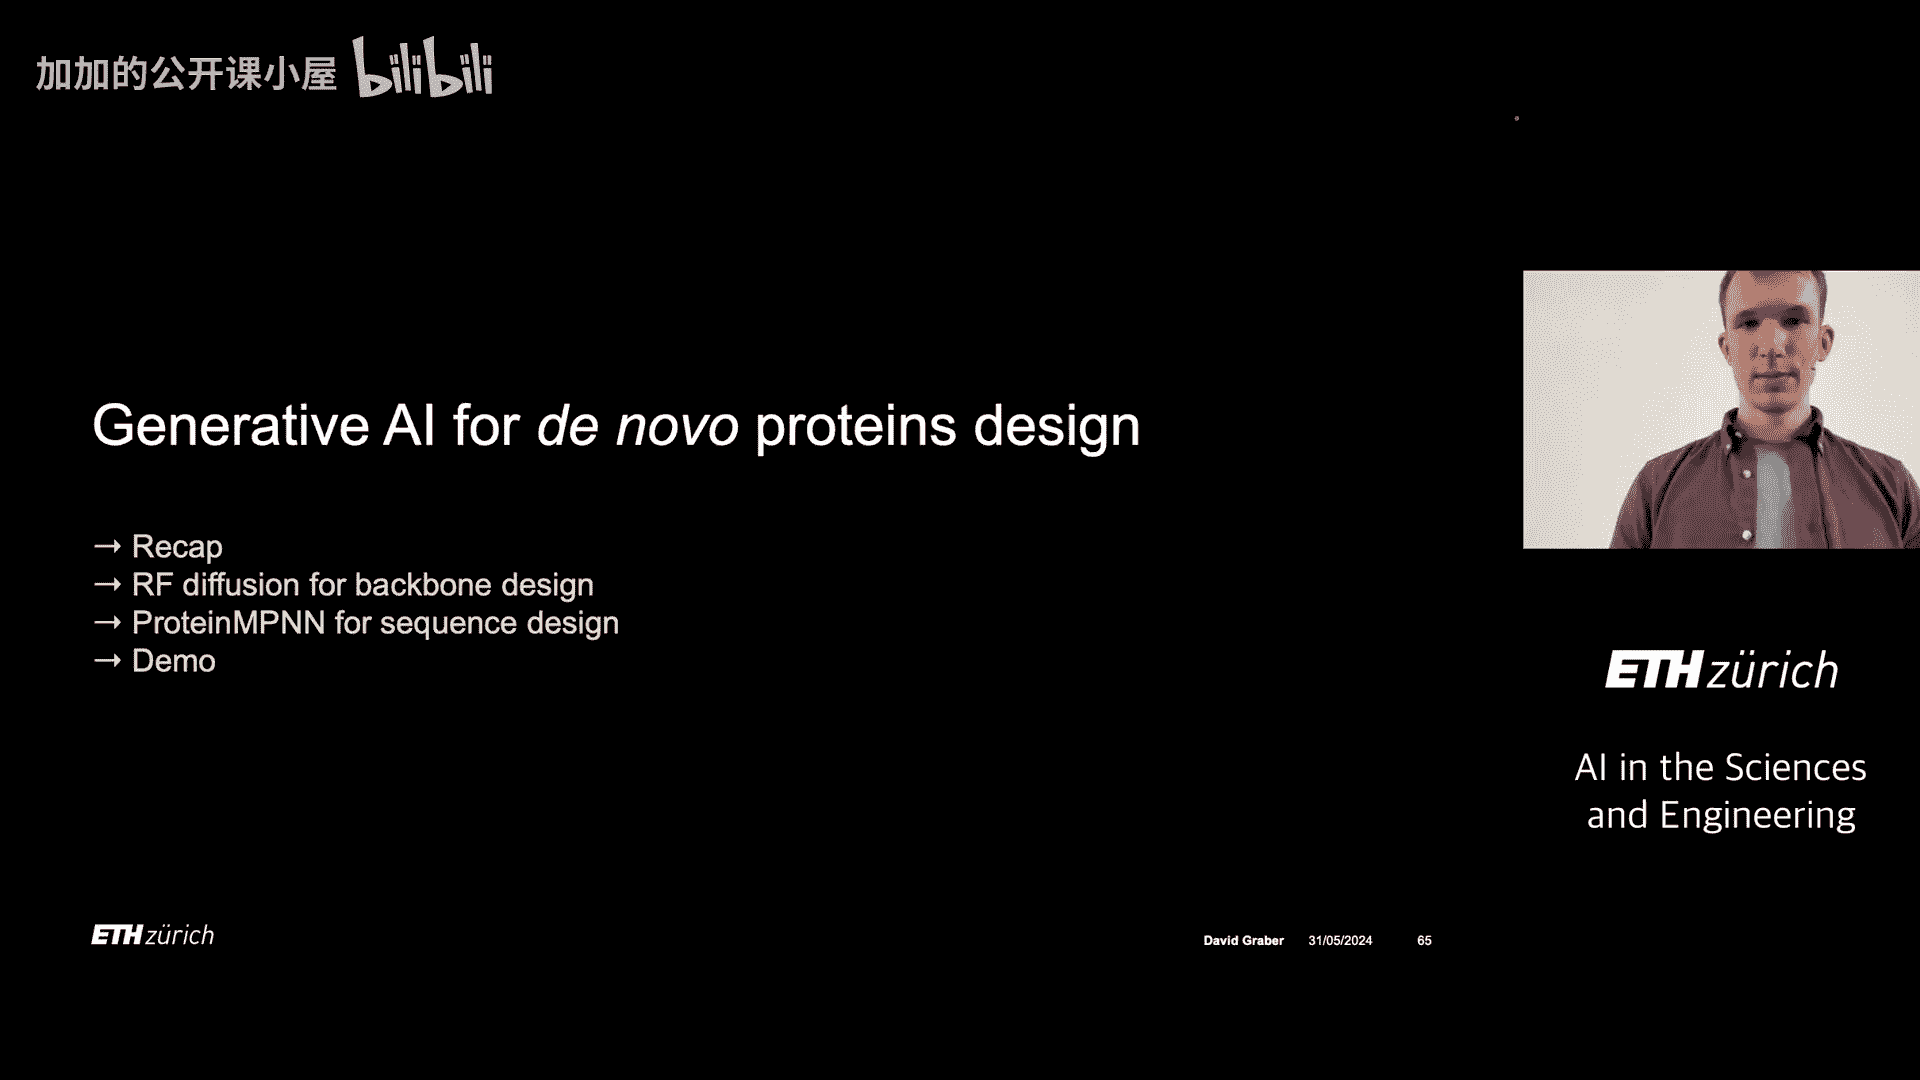 加加的公开课小屋 bilibili
Generative AI for de novo proteins design
→ Recap
→ RF diffusion for backbone design
→ ProteinMPNN for sequence design
→ Demo
ETH zürich
AI in the Sciences
and Engineering
ETH zürich
David Graber 31/05/2024 65